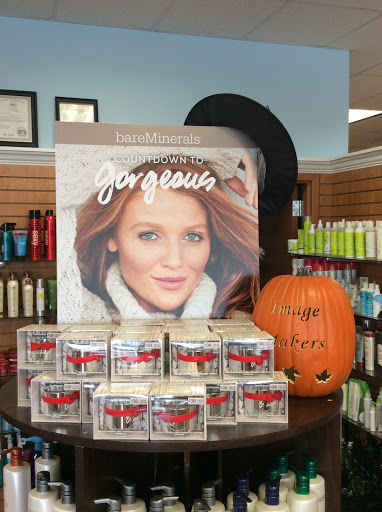 bareMinerals
COUNTDOWN TO
gorgeous
Image
Makers